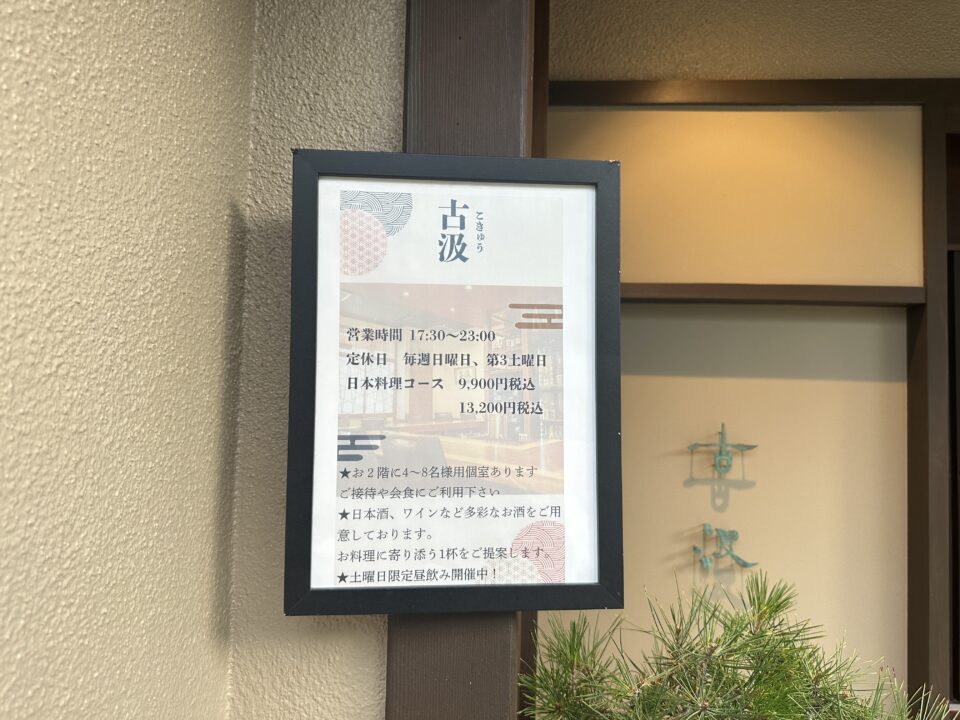 古汲
こきゅう
営業時間 17:30～23:00
定休日　毎週日曜日、第3土曜日
日本料理コース　9,900円税込
13,200円税込
★お２階に4～8名様用個室あります
ご接待や会食にご利用下さい
★日本酒、ワインなど多彩なお酒をご用
意しております。
お料理に寄り添う1杯をご提案します。
★土曜日限定昼飲み開催中！
古汲